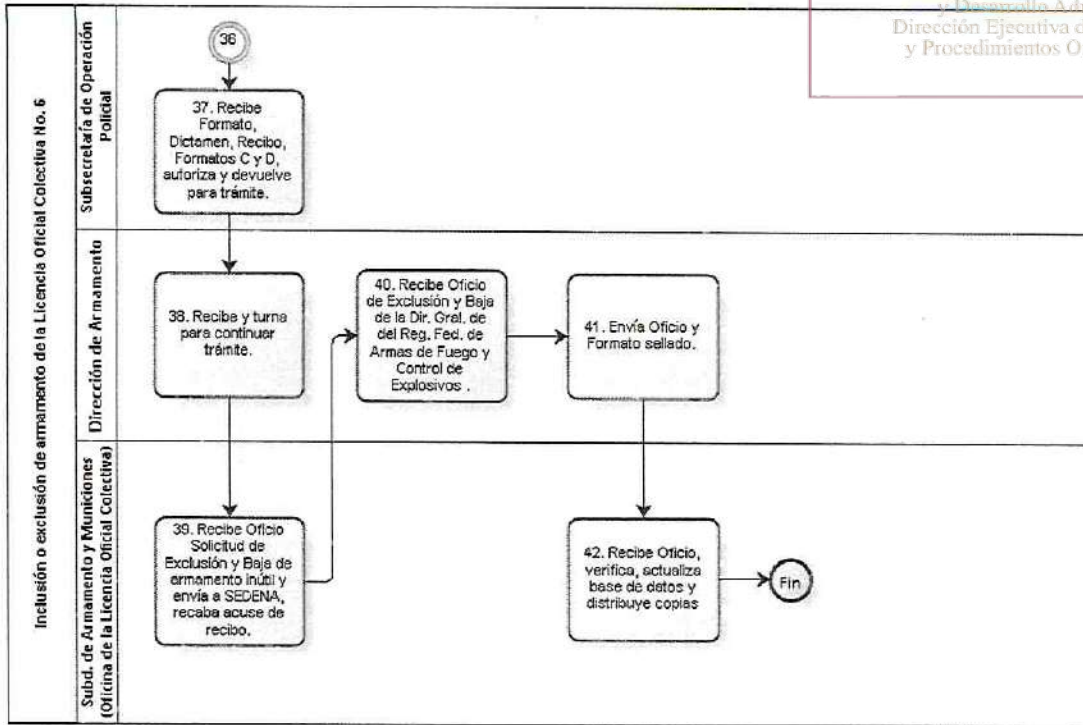 y Desarrollo Ad
Dirección Ejecutiva d
y Procedimientos O
Inclusión o exclusión de armamento de la Licencia Oficial Colectiva No. 6
Subsecretaría de Operación
Policial
36
37. Recibe
Formato,
Dictamen, Recibo,
Formatos C y D,
autoriza y devuelve
para trámite.
Dirección de Armamento
38. Recibe y turna
para continuar
trámite.
40. Recibe Oficio
de Exclusión y Baja
de la Dir. Gral. de
del Reg. Fed. de
Armas de Fuego y
Control de
Explosivos .
41. Envía Oficio y
Formato sellado.
Subd. de Armamento y Municiones
(Oficina de la Licencia Oficial Colectiva)
39. Recibe Oficio
Solicitud de
Exclusión y Baja de
armamento inútil y
envía a SEDENA,
recaba acuse de
recibo.
42. Recibe Oficio,
verifica, actualiza
base de datos y
distribuye copias
Fin